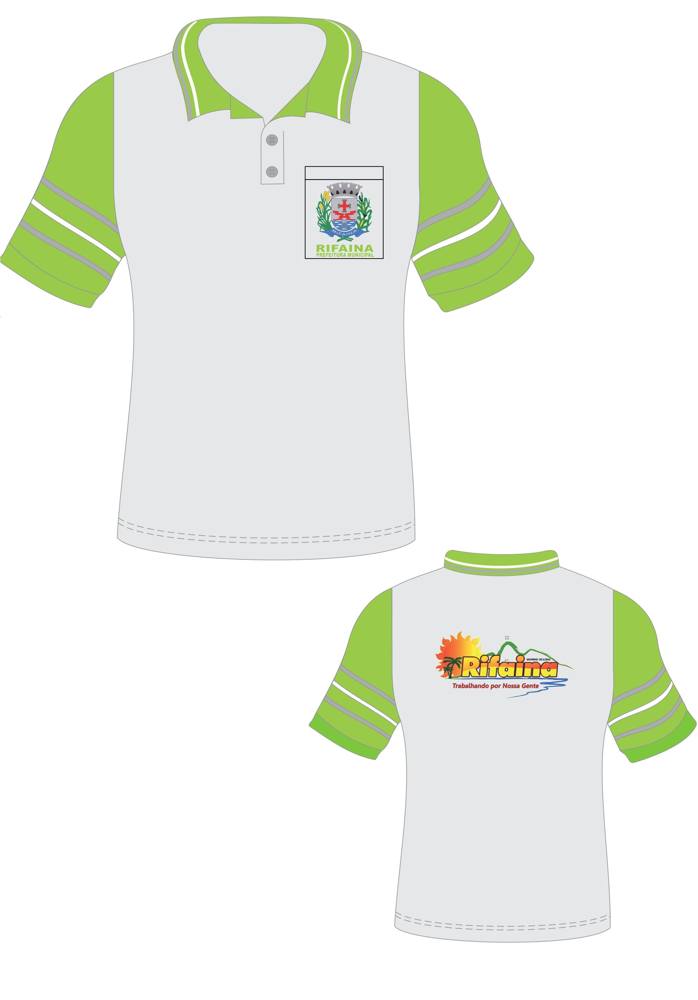 RIFAINA
RIFAINA
PREFEITURA MUNICIPAL
GOVERNO 2013/2016
Rifaina
Trabalhando por Nossa Gente